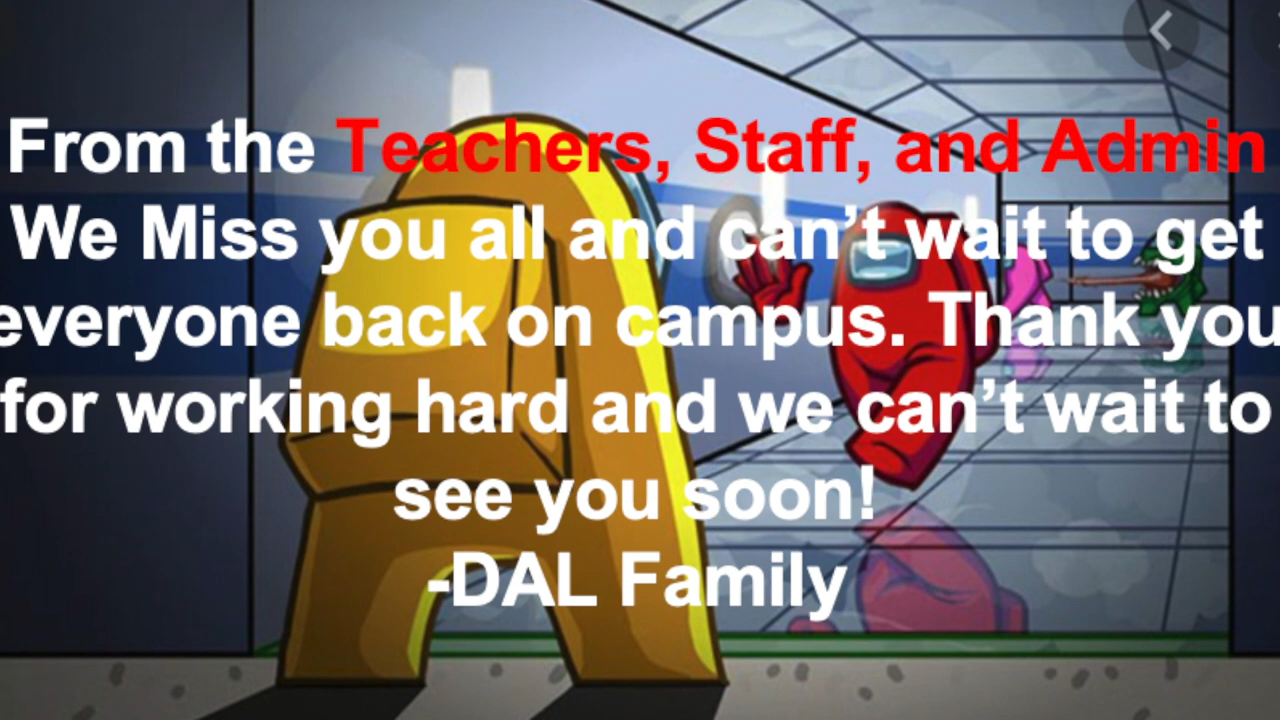 From the Teachers, Staff, and Admin
We Miss you all and can’t wait to get
everyone back on campus. Thank you
for working hard and we can’t wait to
see you soon!
-DAL Family